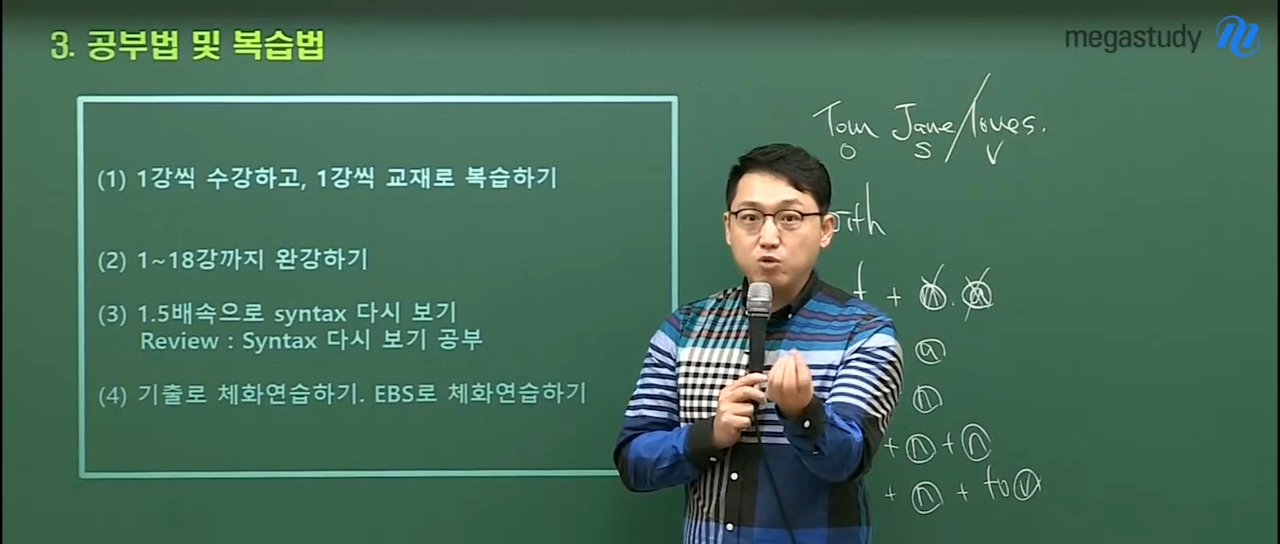 3. 공부법 및 복습법
megastudy
(1) 1강씩 수강하고, 1강씩 교재로 복습하기
(2) 1~18강까지 완강하기
(3) 1.5배속으로 syntax 다시 보기
Review : Syntax 다시 보기 공부
(4) 기출로 체화연습하기. EBS로 체화연습하기
Tom Jane/loves.
O S V
+ n . a
a
n
+ n + n
+ n + to v